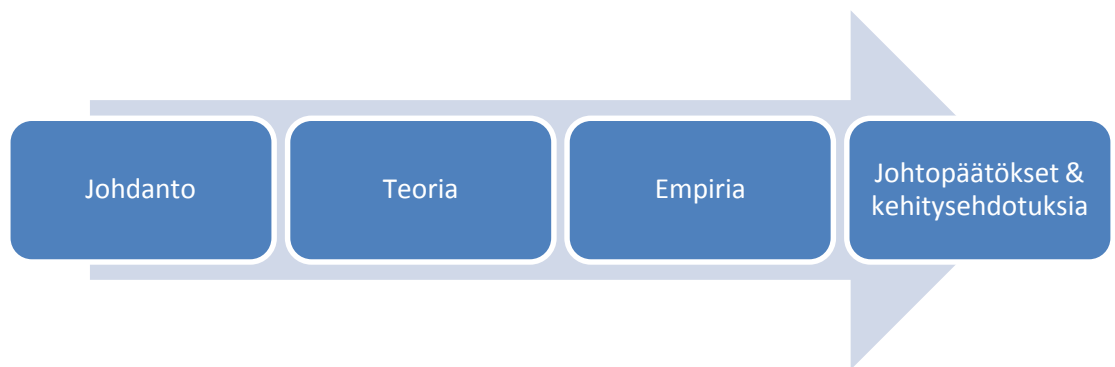 Johdanto
Teoria
Empiria
Johtopäätökset &
kehitysehdotuksia